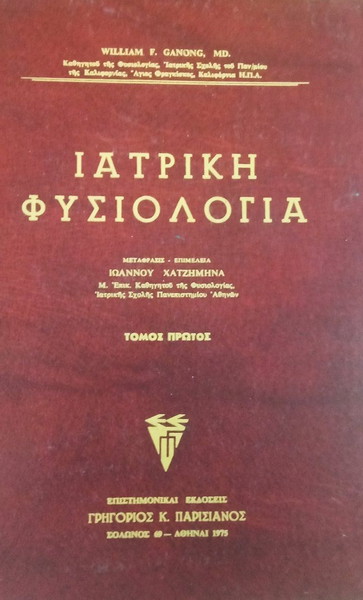 WILLIAM F. GANONG, MD.
Καθηγητοῦ τῆς Φυσιολογίας, Ἰατρικῆς Σχολῆς τοῦ Παν/μίου
τῆς Καλιφορνίας, Ἅγιος Φραγκίσκος, Καλιφόρνια Η.Π.Α.
ΙΑΤΡΙΚΗ
ΦΥΣΙΟΛΟΓΙΑ
ΜΕΤΑΦΡΑΣΙΣ - ΕΠΙΜΕΛΕΙΑ
ΙΩΑΝΝΟΥ ΧΑΤΖΗΜΗΝΑ
Μ. Ἐπικ. Καθηγητοῦ τῆς Φυσιολογίας,
Ἰατρικῆς Σχολῆς Πανεπιστημίου Ἀθηνῶν
ΤΟΜΟΣ ΠΡΩΤΟΣ
ΕΠΙΣΤΗΜΟΝΙΚΑΙ ΕΚΔΟΣΕΙΣ
ΓΡΗΓΟΡΙΟΣ Κ. ΠΑΡΙΣΙΑΝΟΣ
ΣΟΛΩΝΟΣ 69 — ΑΘΗΝΑΙ 1975